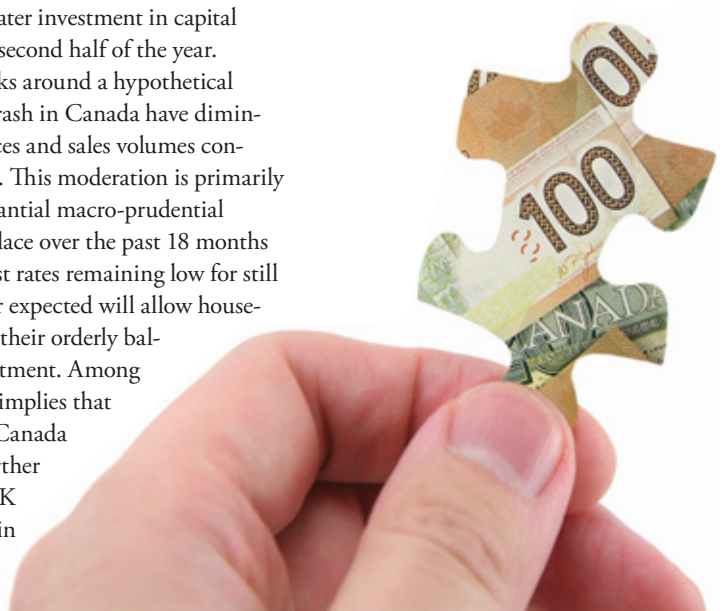 ater investment in capital
second half of the year.
ks around a hypothetical
rash in Canada have dimin-
ces and sales volumes con-
. This moderation is primarily
antial macro-prudential
lace over the past 18 months
st rates remaining low for still
r expected will allow house-
their orderly bal-
tment. Among
implies that
Canada
rther
K
in
10
100
CANADA